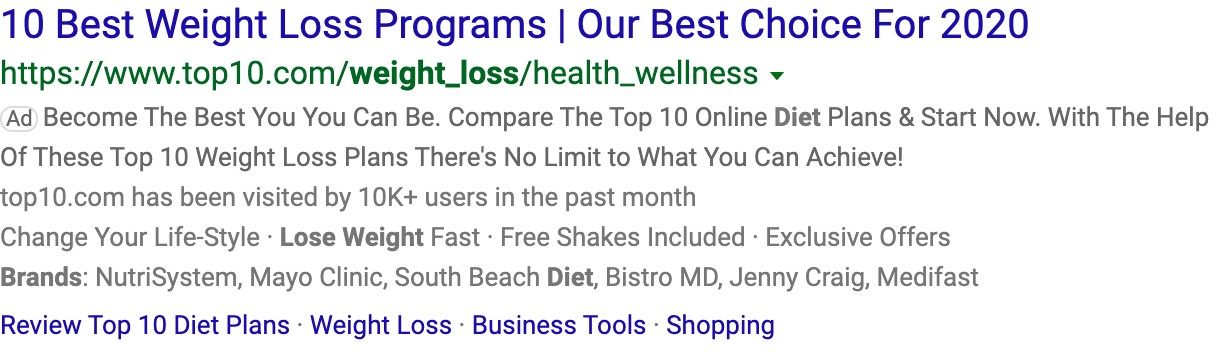 10 Best Weight Loss Programs | Our Best Choice For 2020
https://www.top10.com/weight_loss/health_wellness
Ad Become The Best You You Can Be. Compare The Top 10 Online Diet Plans & Start Now. With The Help
Of These Top 10 Weight Loss Plans There's No Limit to What You Can Achieve!
top10.com has been visited by 10K+ users in the past month
Change Your Life-Style · Lose Weight Fast · Free Shakes Included · Exclusive Offers
Brands: NutriSystem, Mayo Clinic, South Beach Diet, Bistro MD, Jenny Craig, Medifast
Review Top 10 Diet Plans · Weight Loss · Business Tools · Shopping